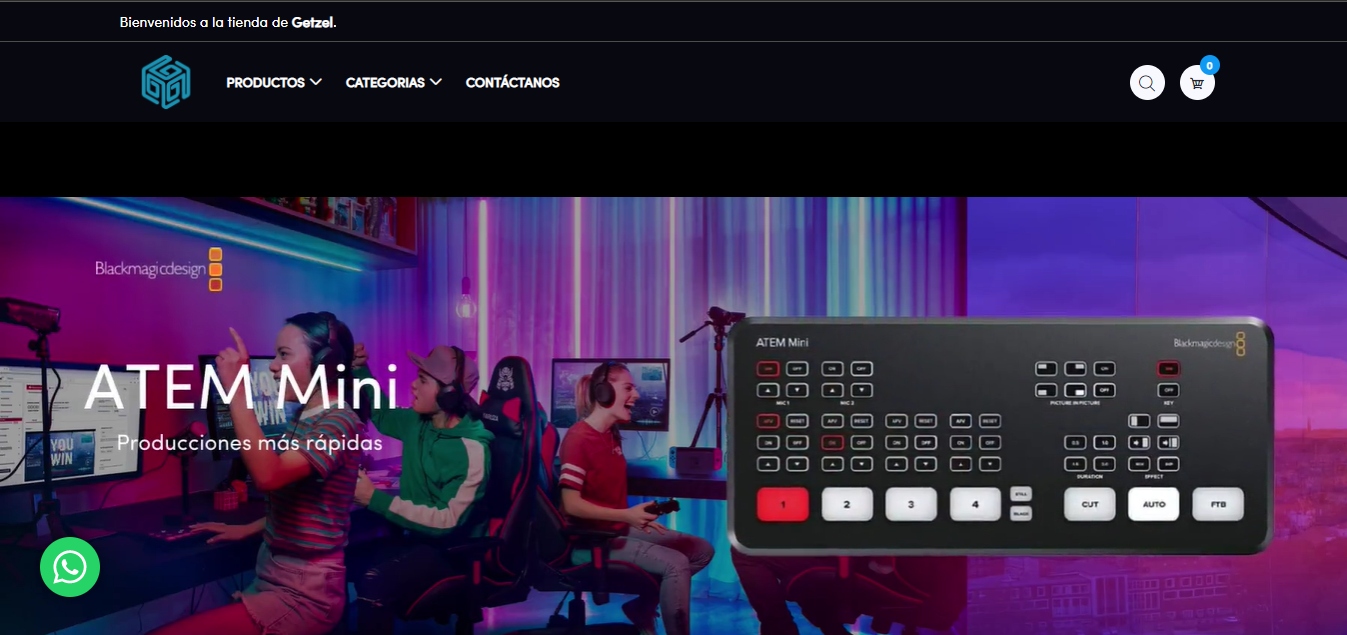 Bienvenidos a la tienda de Getzel.
PRODUCTOS
CATEGORIAS
CONTÁCTANOS
0
Blackmagicdesign
ATEM Mini
Producciones más rápidas
YOU
WIN
ATEM Mini
Blackmagicdesign
ON OFF ON OFF ON
OFF OFF
MIC 1 MIC 2 PICTURE IN PICTURE KEY
AFV RESET AFV RESET AFV RESET AFV RESET
ON OFF ON OFF ON OFF ON OFF
DURATION EFFECT
1 2 3 4 STILL CUT AUTO FTB
BLACK